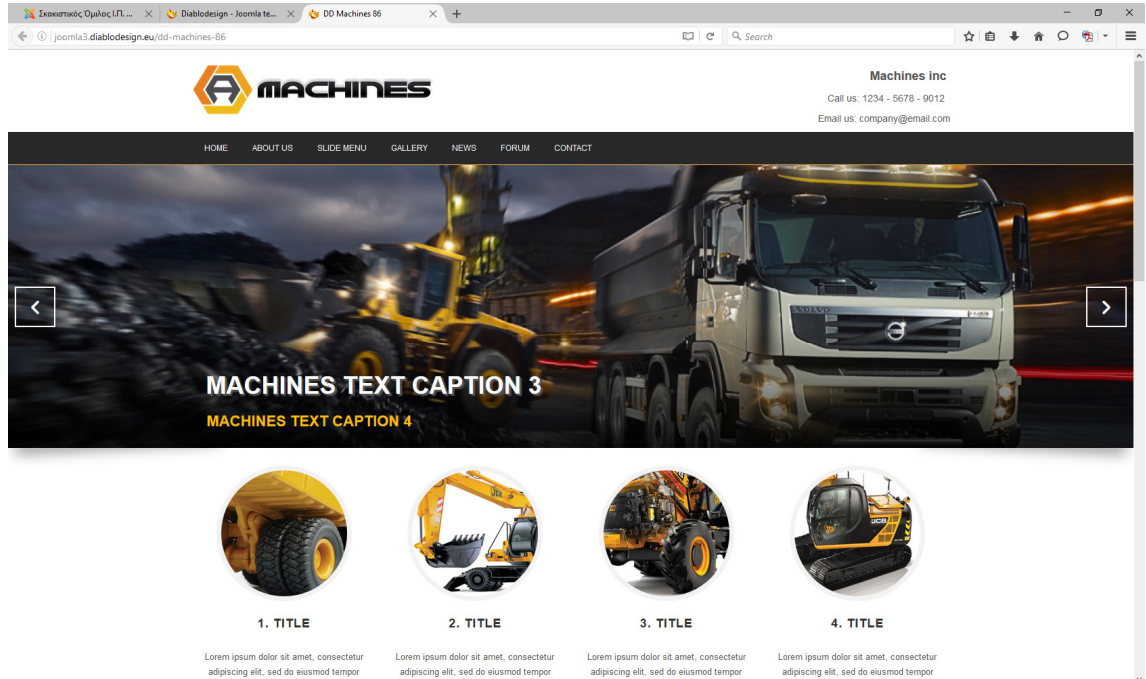 Σκακιστικός Όμιλος Ι.Π. ...
Diablodesign - Joomla te...
DD Machines 86
joomla3.diablodesign.eu/dd-machines-86
Search
A MACHINES
Machines inc
Call us: 1234 - 5678 - 9012
Email us: company@email.com
HOME ABOUT US SLIDE MENU GALLERY NEWS FORUM CONTACT
VOLVO
MACHINES TEXT CAPTION 3
MACHINES TEXT CAPTION 4
JCB
JCB
1. TITLE
2. TITLE
3. TITLE
4. TITLE
Lorem ipsum dolor sit amet, consectetur
adipiscing elit, sed do eiusmod tempor
Lorem ipsum dolor sit amet, consectetur
adipiscing elit, sed do eiusmod tempor
Lorem ipsum dolor sit amet, consectetur
adipiscing elit, sed do eiusmod tempor
Lorem ipsum dolor sit amet, consectetur
adipiscing elit, sed do eiusmod tempor